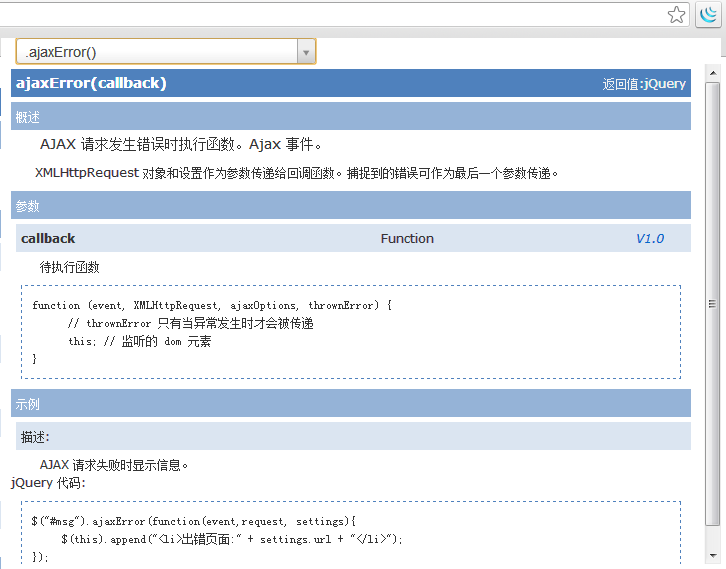 .ajaxError()
ajaxError(callback) 返回值:jQuery
概述
AJAX 请求发生错误时执行函数。Ajax 事件。
XMLHttpRequest 对象和设置作为参数传递给回调函数。捕捉到的错误可作为最后一个参数传递。
参数
callback Function V1.0
待执行函数
function (event, XMLHttpRequest, ajaxOptions, thrownError) {
// thrownError 只有当异常发生时才会被传递
this; // 监听的 dom 元素
}
示例
描述:
AJAX 请求失败时显示信息。
jQuery 代码:
$("#msg").ajaxError(function(event,request, settings){
$(this).append("<li>出错页面:" + settings.url + "</li>");
});